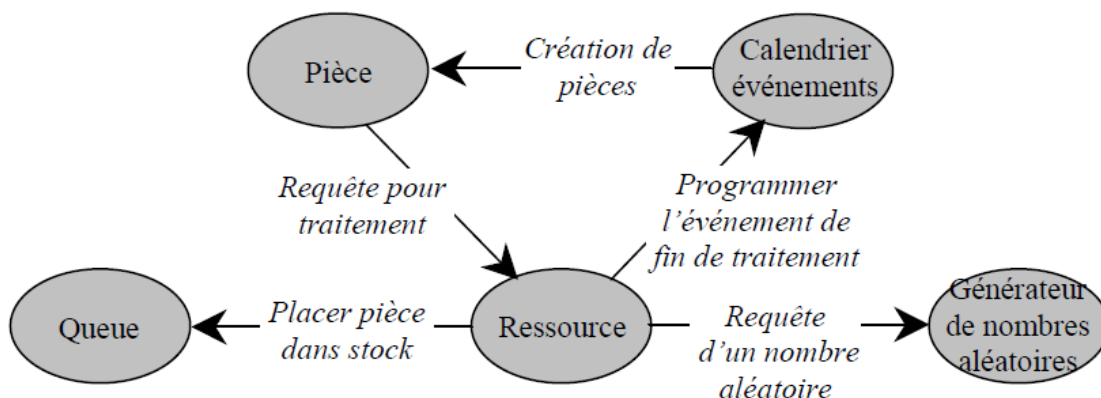 Pièce
Création de
pièces
Calendrier
événements
Requête pour
traitement
Programmer
l’événement de
fin de traitement
Queue
Placer pièce
dans stock
Ressource
Requête
d’un nombre
aléatoire
Générateur
de nombres
aléatoires